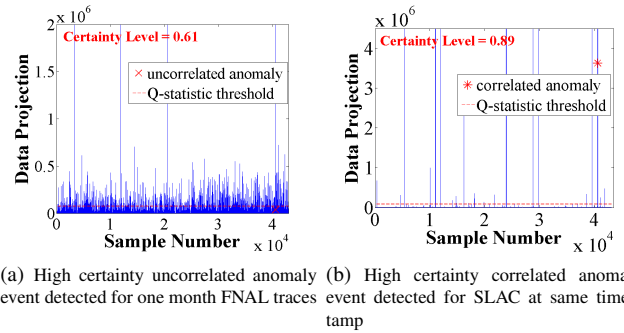 x 10^6
x 10^6
2
1.5
1
0.5
0
Data Projection
Certainty Level = 0.61
uncorrelated anomaly
Q-statistic threshold
0 1 2 3 4
Sample Number
x 10^4
4
3
2
1
0
Data Projection
Certainty Level = 0.89
correlated anomaly
Q-statistic threshold
0 1 2 3 4
Sample Number
x 10^4
(a) High certainty uncorrelated anomaly
event detected for one month FNAL traces
(b) High certainty correlated anoma
event detected for SLAC at same time
tamp